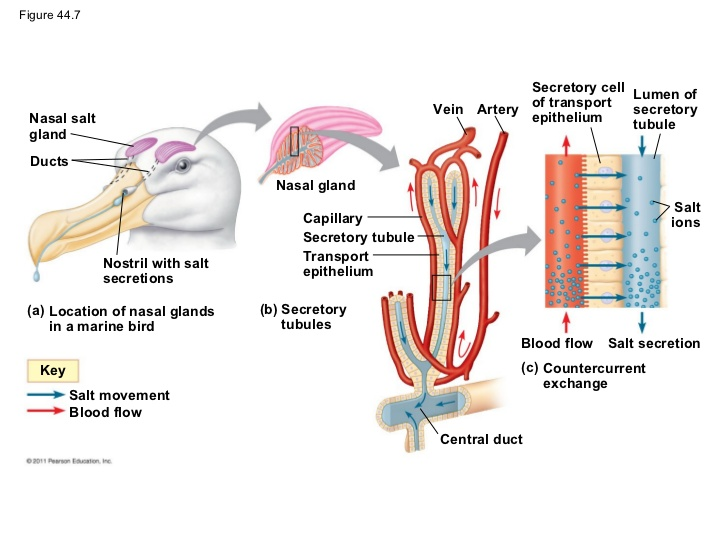 Figure 44.7
Nasal salt
gland
Ducts
Nostril with salt
secretions
(a) Location of nasal glands
in a marine bird
Key
Salt movement
Blood flow
© 2011 Pearson Education, Inc.
Nasal gland
Capillary
Secretory tubule
Transport
epithelium
(b) Secretory
tubules
Vein
Artery
Central duct
Secretory cell
of transport
epithelium
Lumen of
secretory
tubule
Salt
ions
Blood flow
Salt secretion
(c) Countercurrent
exchange